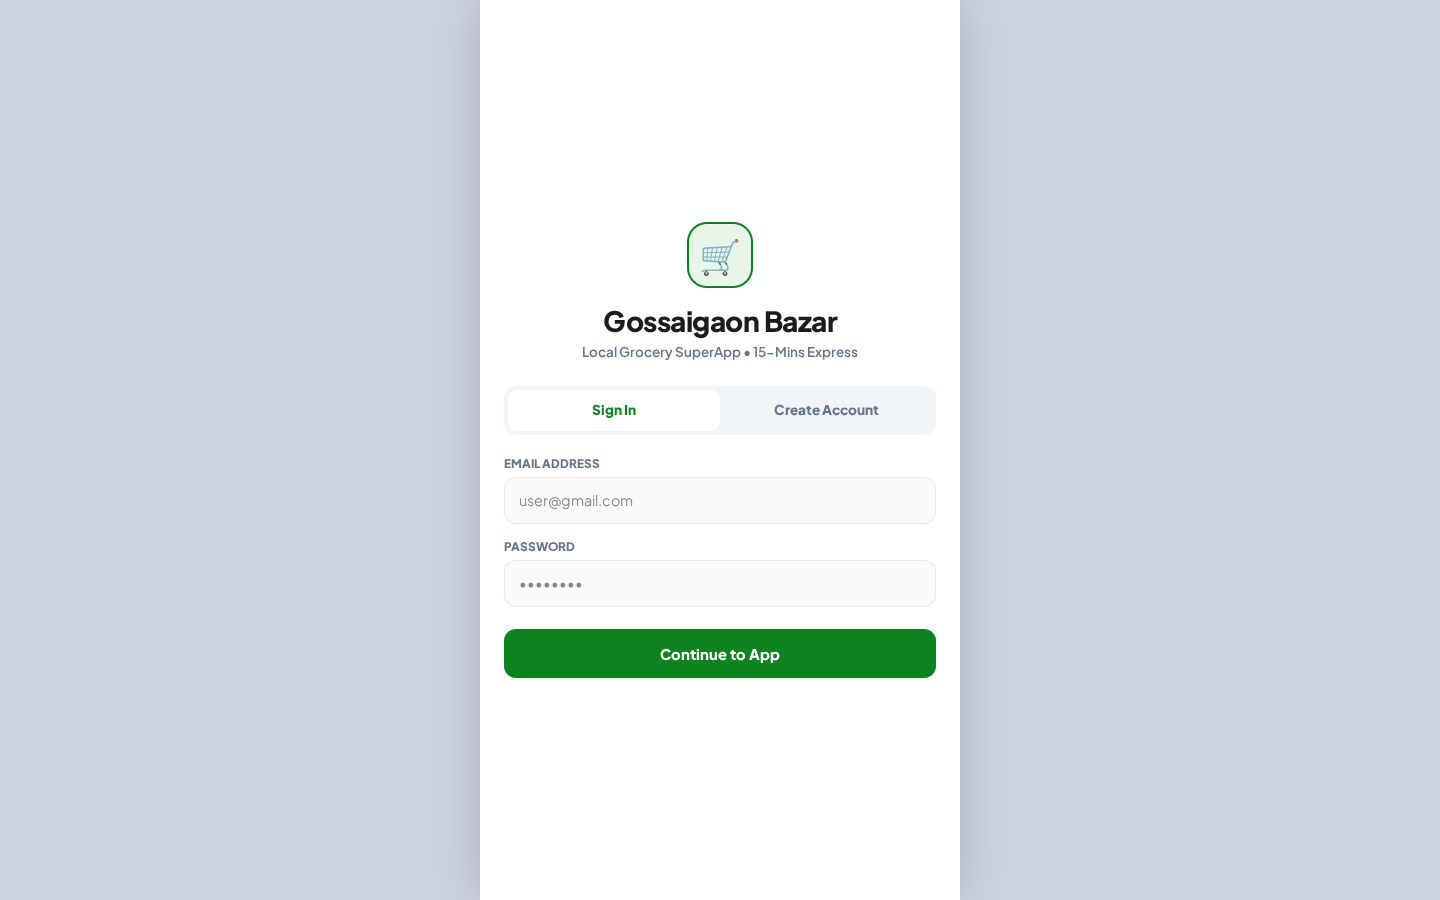 Gossaigaon Bazar
Local Grocery SuperApp • 15-Mins Express
Sign In
Create Account
EMAIL ADDRESS
user@gmail.com
PASSWORD
••••••••
Continue to App